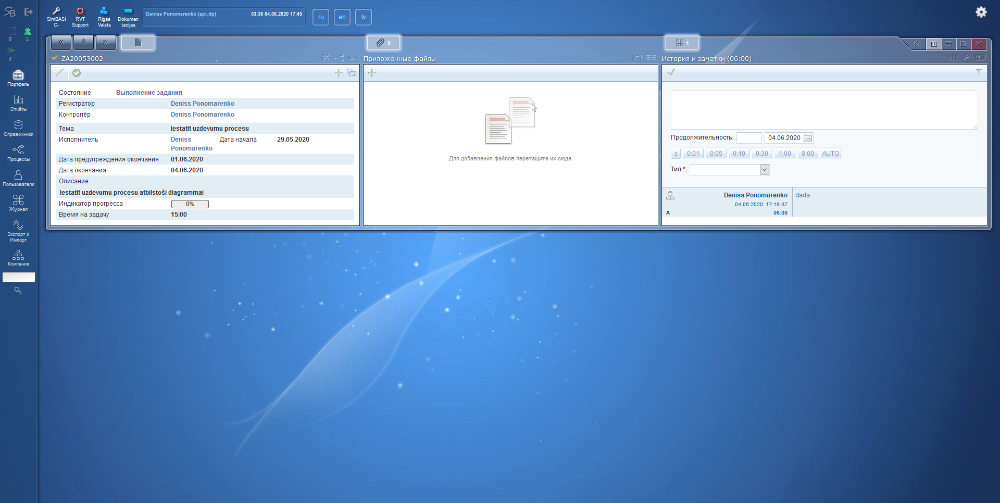 SB
0
2
2
Портфель
Отчёты
Справочники
Процессы
Пользователи
Журнал
Экспорт и
Импорт
Компания
SimBASI
C-
RVT
Support
Rīgas
Valsts
Dokumen
tācijas
Deniss Ponomarenko (api.dp) 53:38 04.06.2020 17:45
ru en lv
0
1
ZA20053002
Состояние Выполнение задания
Регистратор Deniss Ponomarenko
Контролёр Deniss Ponomarenko
Тема Iestatīt uzdevumu procesu
Исполнитель Deniss
Ponomarenko Дата начала 29.05.2020
Дата предупреждения окончания 01.06.2020
Дата окончания 04.06.2020
Описание
Iestatīt uzdevumu procesu atbilstoši diagrammai
Индикатор прогресса 0%
Время на задачу 15:00
Приложенные файлы
Для добавления файлов перетащите их сюда.
История и заметки (06:00)
PDF
Продолжительность: 04.06.2020 14
c 0:01 0:05 0:10 0:30 1:00 8:00 AUTO
Тип *:
Deniss Ponomarenko dada
04.06.2020 17:18:37
A 06:00